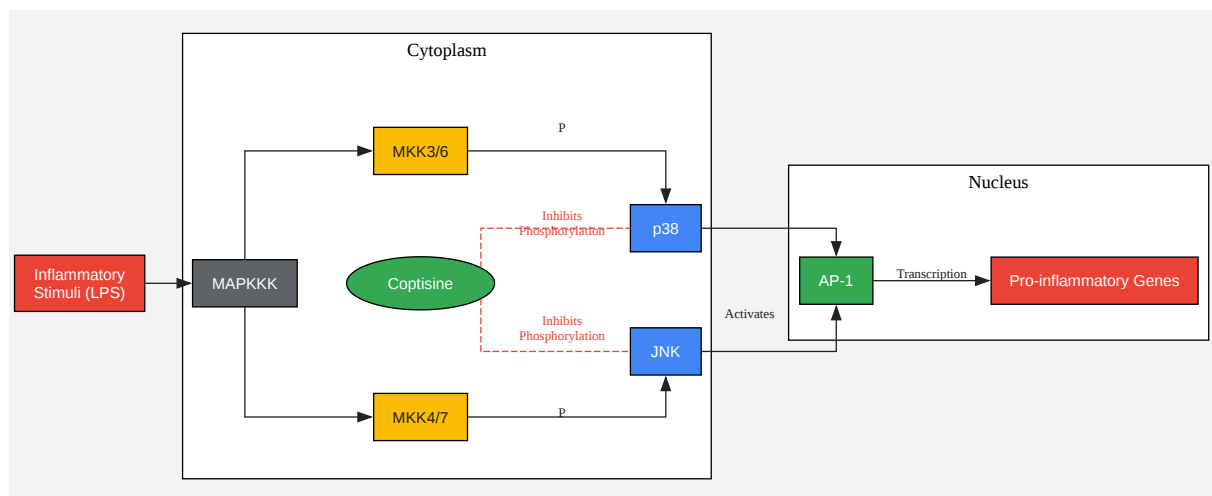 Cytoplasm
P
MKK3/6
Nucleus
Inhibits
Phosphorylation
p38
Inflammatory
Stimuli (LPS)
MAPKKK
Coptisine
AP-1
Transcription
Pro-inflammatory Genes
Inhibits
Phosphorylation
Activates
JNK
MKK4/7
P